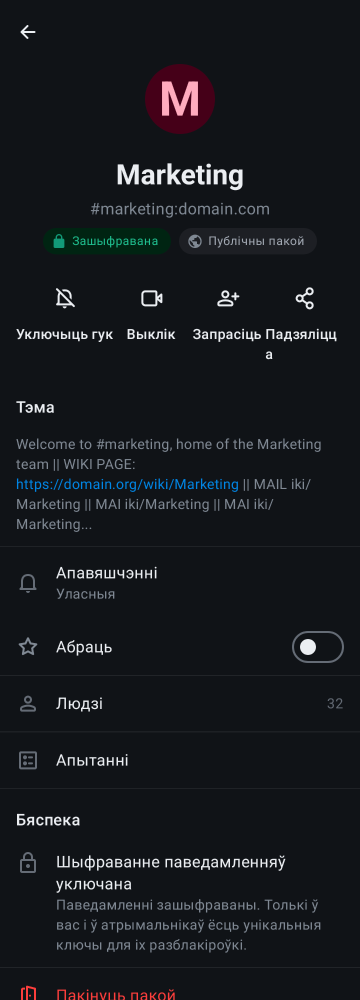 M
Marketing
#marketing:domain.com
Зашыфравана Публічны пакой
Уключыць гук Выклік Запрасіць Падзяліцц
а
Тэма
Welcome to #marketing, home of the Marketing
team || WIKI PAGE:
https://domain.org/wiki/Marketing || MAIL iki/
Marketing || MAI iki/Marketing || MAI iki/
Marketing...
Апавяшчэнні
Уласныя
Абраць
Людзі 32
Апытанні
Бяспека
Шыфраванне паведамленняў
уключана
Паведамленні зашыфраваны. Толькі ў
вас і ў атрымальнікаў ёсць унікальныя
ключы для іх разблакіроўкі.
Пакінуць пакой